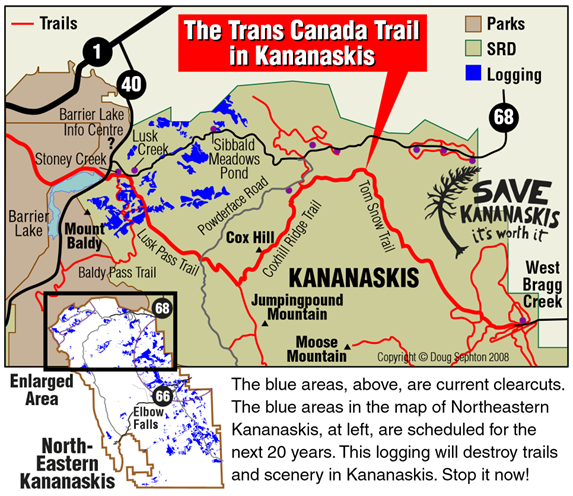 Trails
The Trans Canada Trail
in Kananaskis
Parks
SRD
Logging
1
40
68
Barrier Lake
Info Centre
?
Stoney Creek
Lusk
Creek
Sibbald
Meadows
Pond
Powderface Road
Barrier
Lake
Mount
Baldy
Lusk Pass Trail
Baldy Pass Trail
Cox Hill
Coxhill Ridge Trail
Tom Snow Trail
SAVE
KANANASKIS
it's worth it
KANANASKIS
West
Bragg
Creek
Jumpingpound
Mountain
Moose
Mountain
Copyright © Doug Sephton 2008
68
66
Elbow
Falls
Enlarged
Area
North-
Eastern
Kananaskis
The blue areas, above, are current clearcuts.
The blue areas in the map of Northeastern
Kananaskis, at left, are scheduled for the
next 20 years. This logging will destroy trails
and scenery in Kananaskis. Stop it now!